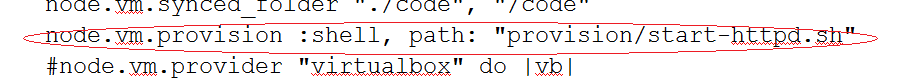 node.vm.synced_folder "./code", "/code"
node.vm.provision :shell, path: "provision/start-httpd.sh"
#node.vm.provider "virtualbox" do |vb|